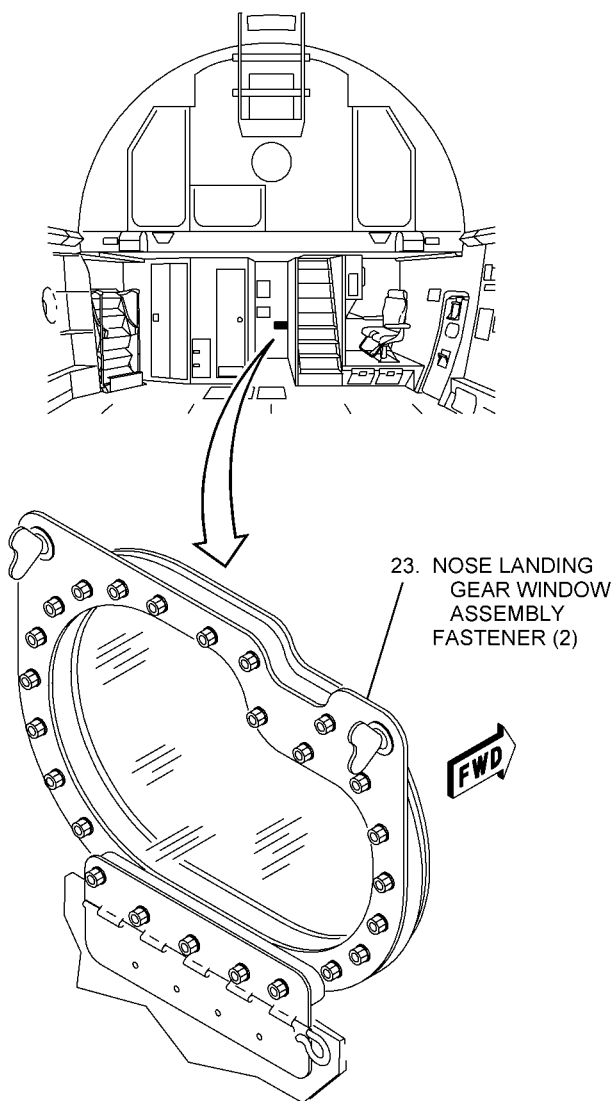 23. NOSE LANDING
GEAR WINDOW
ASSEMBLY
FASTENER (2)
FWD